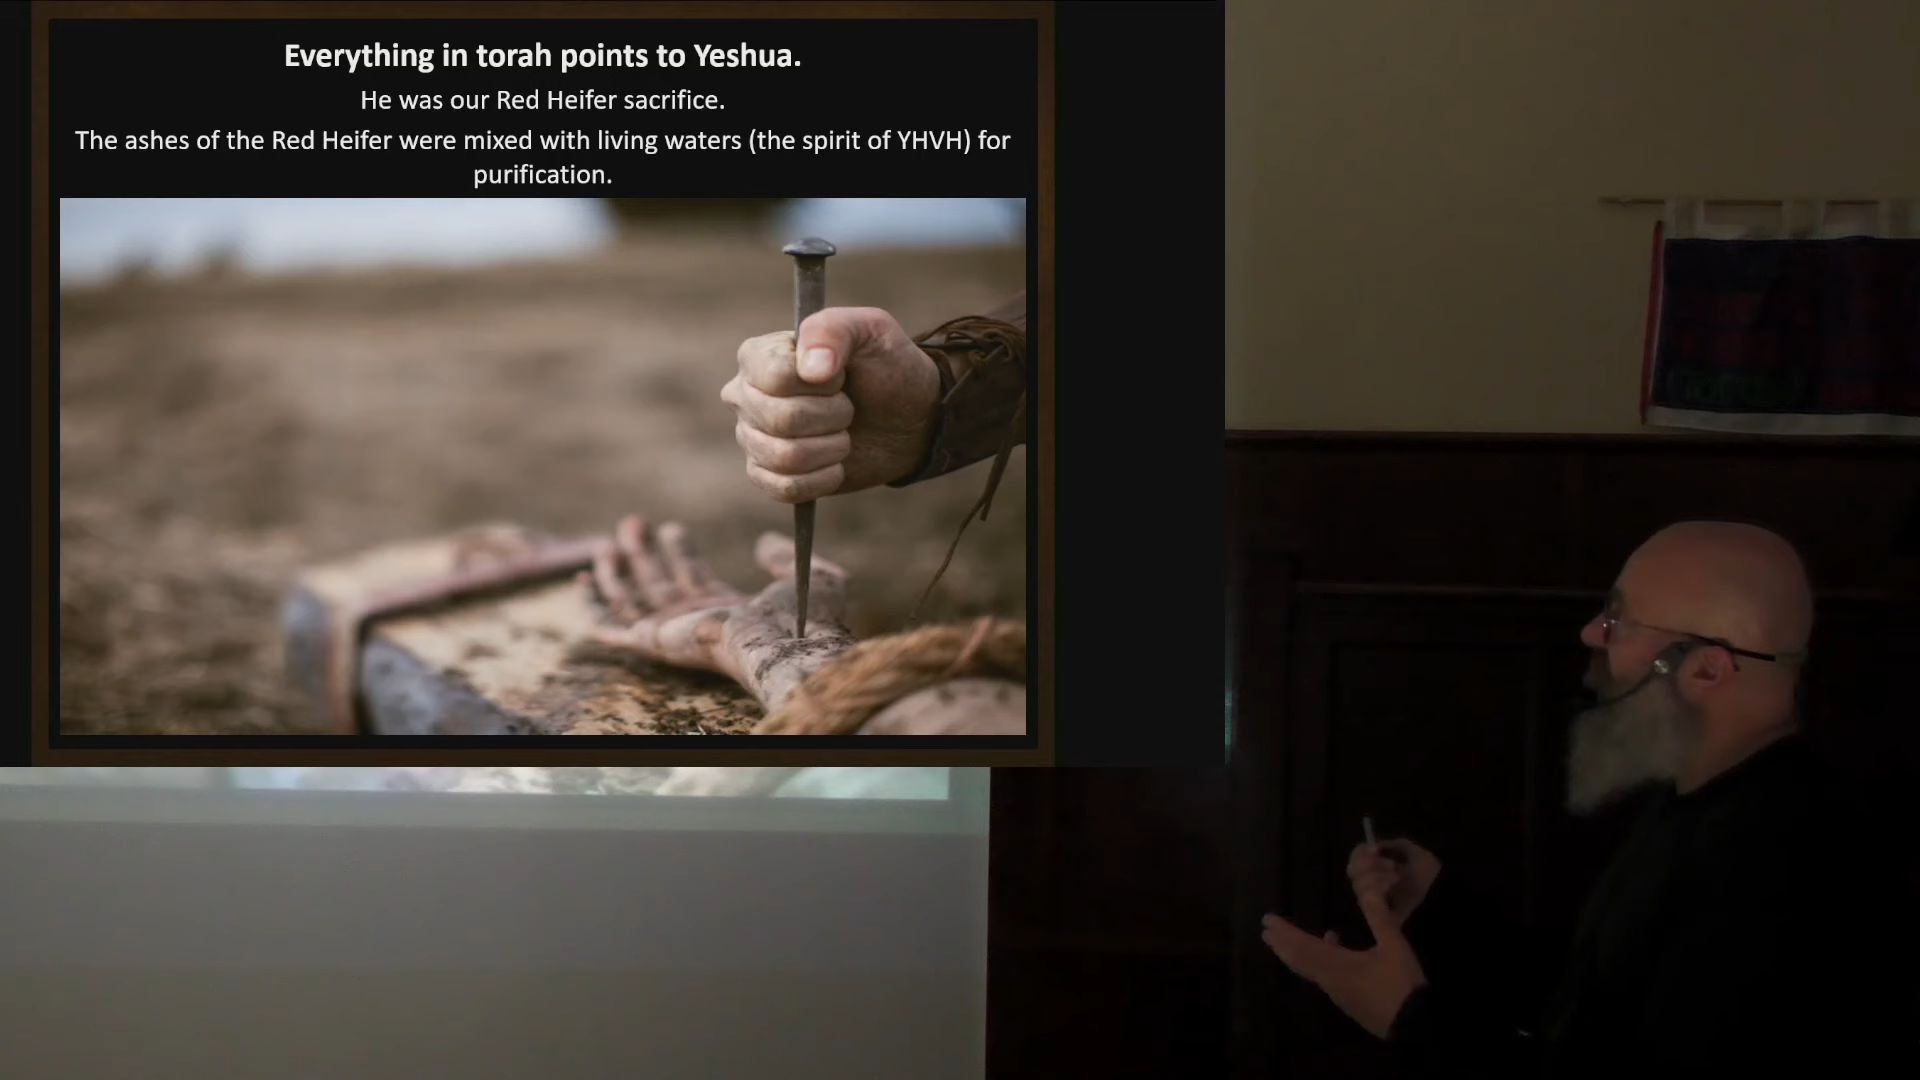 Everything in torah points to Yeshua.
He was our Red Heifer sacrifice.
The ashes of the Red Heifer were mixed with living waters (the spirit of YHVH) for
purification.